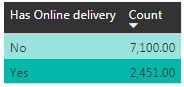 Has Online delivery Count
No 7,100.00
Yes 2,451.00